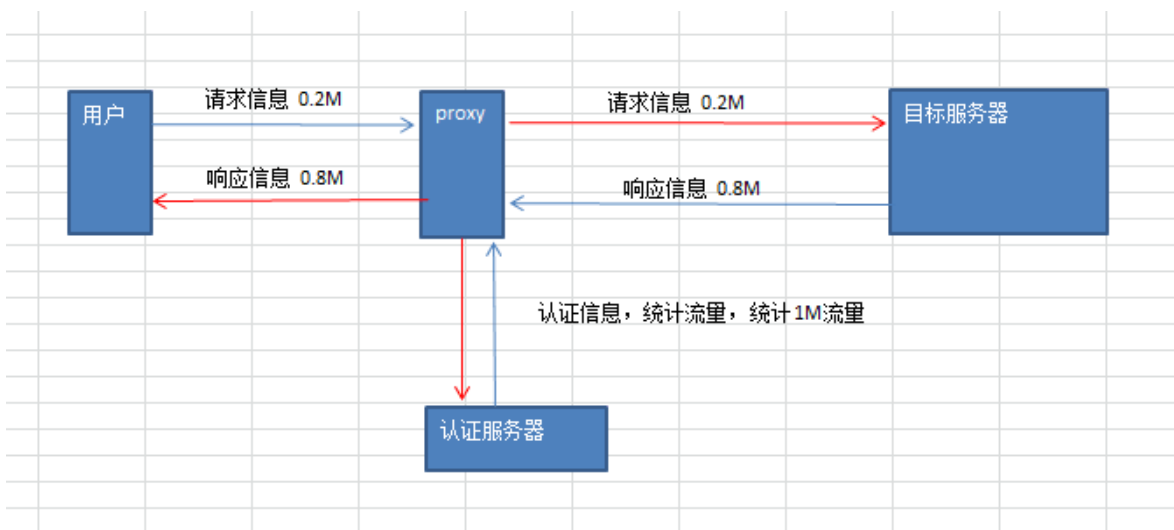 请求信息 0.2M
请求信息 0.2M
用户
proxy
目标服务器
响应信息 0.8M
响应信息 0.8M
认证信息，统计流量，统计1M流量
认证服务器